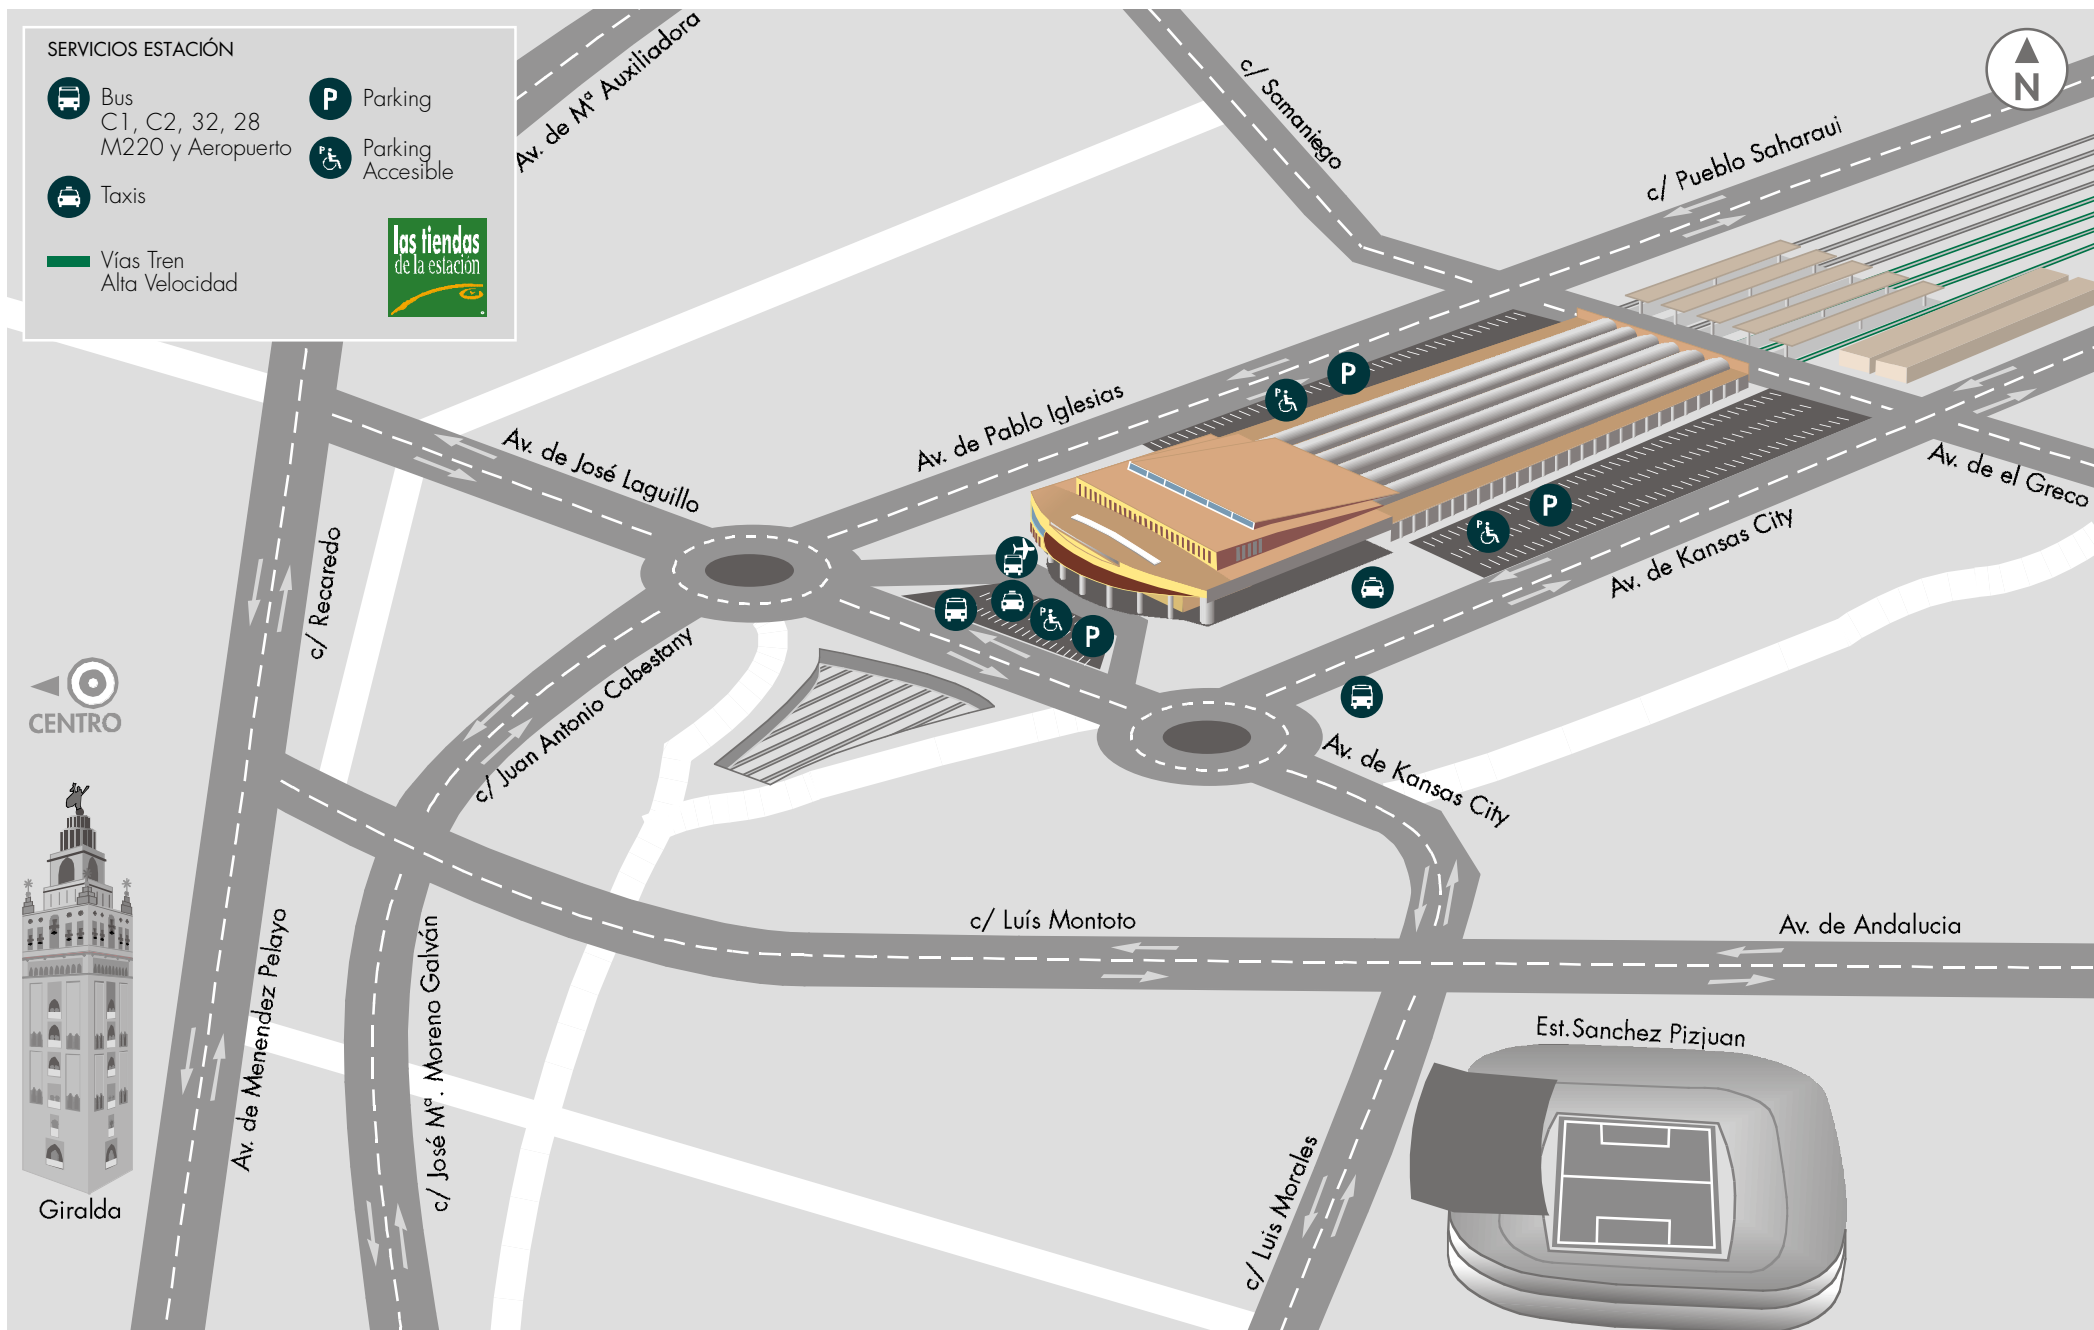 SERVICIOS ESTACIÓN
Bus
C1, C2, 32, 28
M220 y Aeropuerto
Taxis
Vías Tren
Alta Velocidad
P
Parking
P
Parking
Accesible
las tiendas
de la estación
Av. de Mª Auxiliadora
c/ Samaniego
c/ Pueblo Saharaui
N
Av. de José Laguillo
Av. de Pablo Iglesias
P
P
Av. de el Greco
P
P
Av. de Kansas City
c/ Recaredo
P
P
c/ Juan Antonio Cabestany
CENTRO
Av. de Kansas City
c/ Luís Montoto
Av. de Andalucia
Av. de Menendez Pelayo
c/ José Mª. Moreno Galván
Est.Sanchez Pizjuan
c/ Luis Morales
Giralda